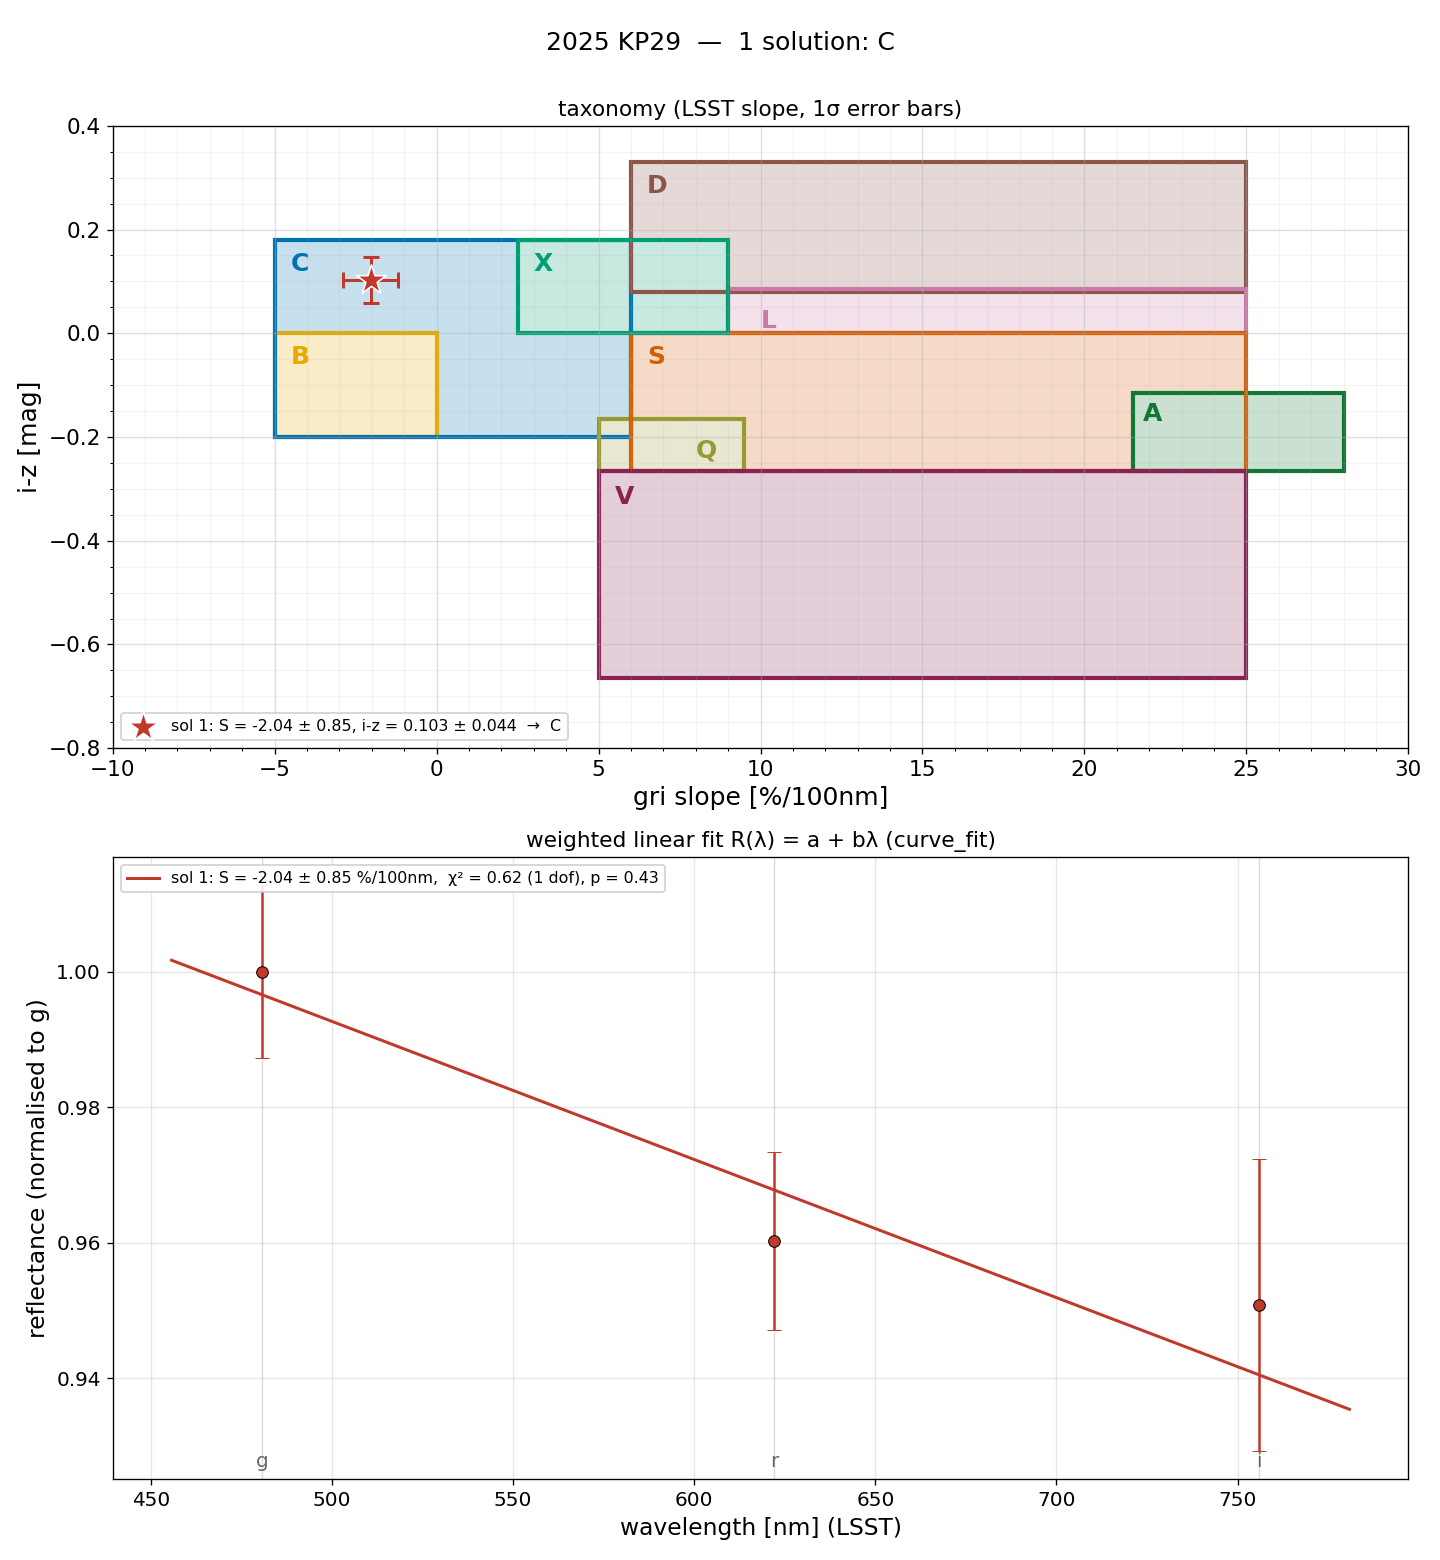 2025 KP29 — 1 solution: C
taxonomy (LSST slope, 1σ error bars)
0.4
0.2
0.0
−0.2
−0.4
−0.6
−0.8
i-z [mag]
D
C
X
L
B
S
A
Q
V
sol 1: S = -2.04 ± 0.85, i-z = 0.103 ± 0.044 → C
−10 −5 0 5 10 15 20 25 30
gri slope [%/100nm]
weighted linear fit R(λ) = a + bλ (curve_fit)
sol 1: S = -2.04 ± 0.85 %/100nm, χ² = 0.62 (1 dof), p = 0.43
1.00
0.98
0.96
0.94
reflectance (normalised to g)
g r i
450 500 550 600 650 700 750
wavelength [nm] (LSST)